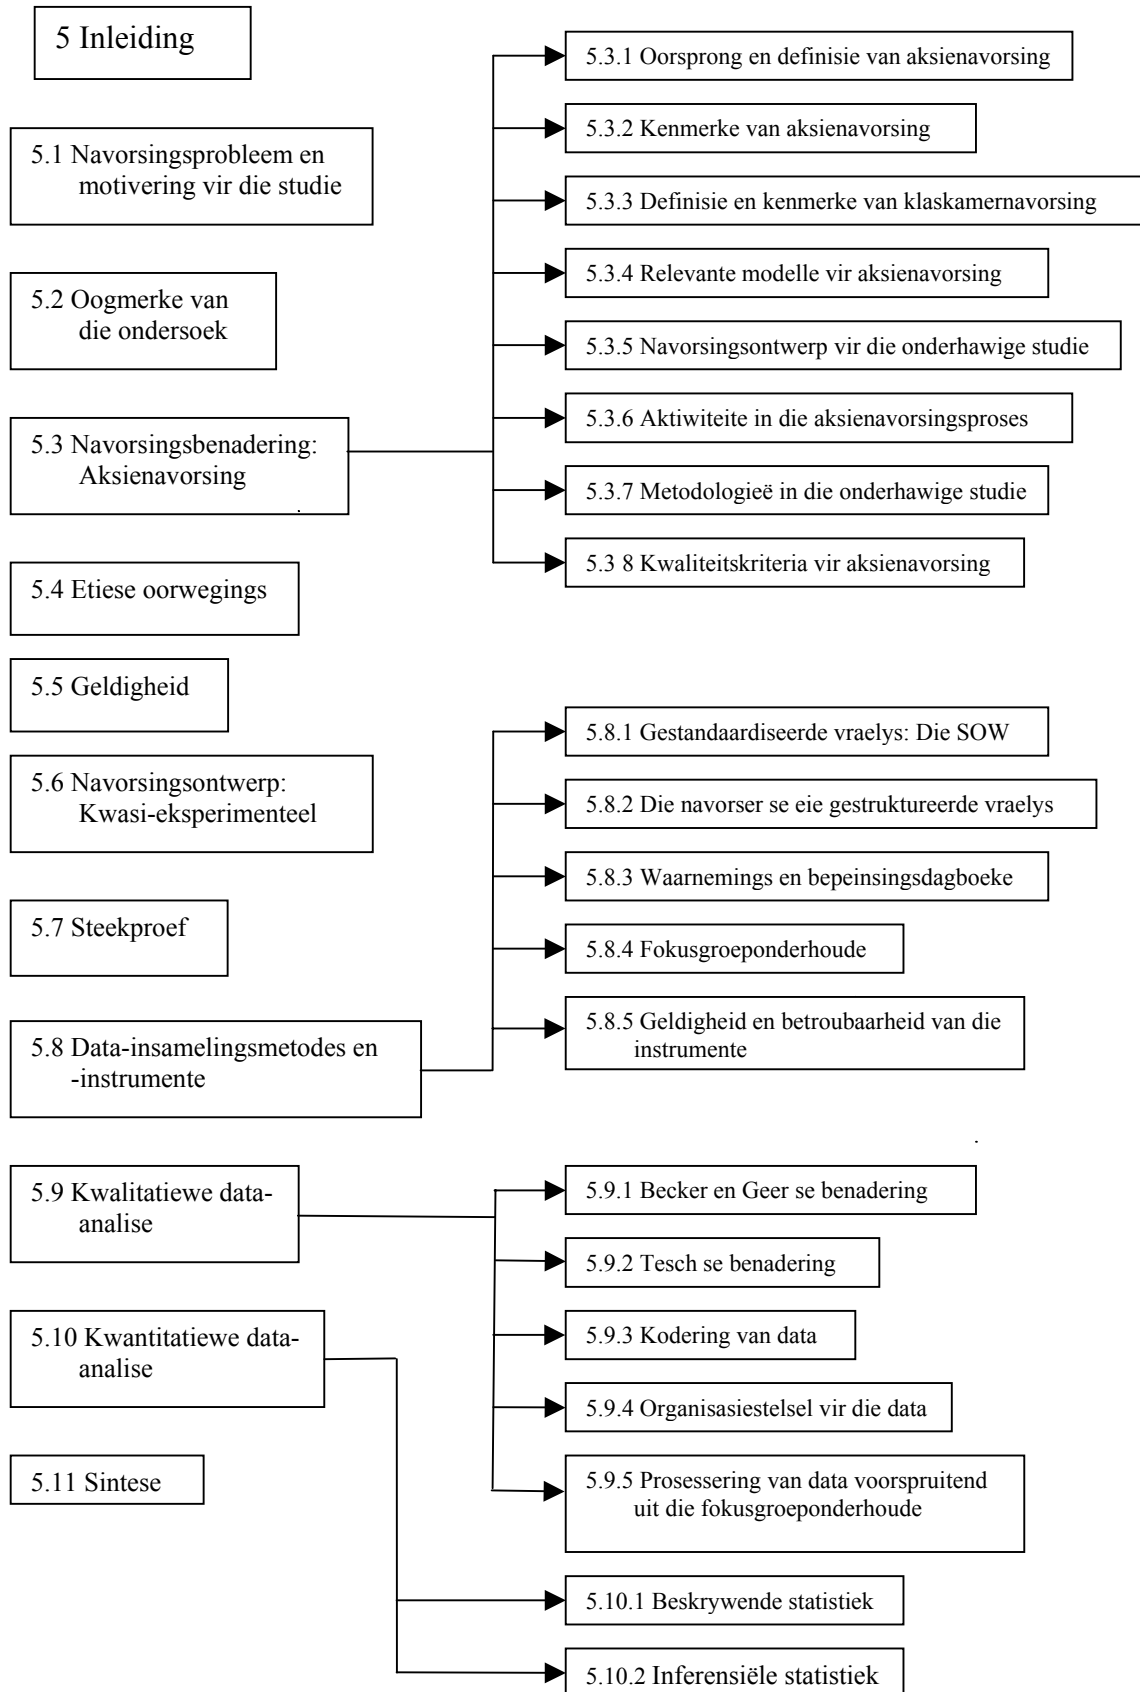 5 Inleiding
5.1 Navorsingsprobleem en
motivering vir die studie
5.2 Oogmerke van
die ondersoek
5.3 Navorsingsbenadering:
Aksienavorsing
5.3.1 Oorsprong en definisie van aksienavorsing
5.3.2 Kenmerke van aksienavorsing
5.3.3 Definisie en kenmerke van klaskamernavorsing
5.3.4 Relevante modelle vir aksienavorsing
5.3.5 Navorsingsontwerp vir die onderhawige studie
5.3.6 Aktiwiteite in die aksienavorsingsproses
5.3.7 Metodologieë in die onderhawige studie
5.3 8 Kwaliteitskriteria vir aksienavorsing
5.4 Etiese oorwegings
5.5 Geldigheid
5.6 Navorsingsontwerp:
Kwasi-eksperimenteel
5.7 Steekproef
5.8 Data-insamelingsmetodes en
-instrumente
5.8.1 Gestandaardiseerde vraelys: Die SOW
5.8.2 Die navorser se eie gestruktureerde vraelys
5.8.3 Waarnemings en bepeinsingsdagboeke
5.8.4 Fokusgroeponderhoude
5.8.5 Geldigheid en betroubaarheid van die
instrumente
5.9 Kwalitatiewe data-
analise
5.9.1 Becker en Geer se benadering
5.9.2 Tesch se benadering
5.9.3 Kodering van data
5.9.4 Organisasiestelsel vir die data
5.9.5 Prosessering van data voorspruitend
uit die fokusgroeponderhoude
5.10 Kwantitatiewe data-
analise
5.10.1 Beskrywende statistiek
5.10.2 Inferensiële statistiek
5.11 Sintese